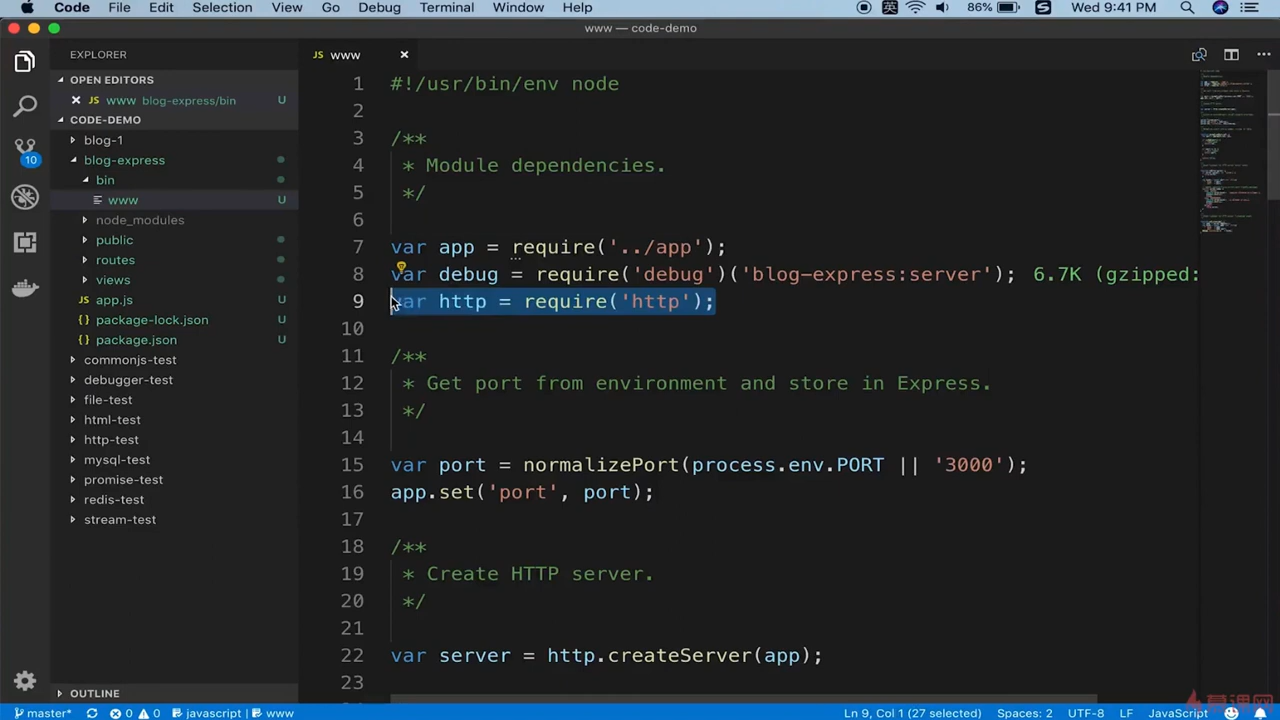 Code File Edit Selection View Go Debug Terminal Window Help 英 86% S Wed 9:41 PM
www — code-demo
EXPLORER
JS www
OPEN EDITORS
JS www blog-express/bin U
CODE-DEMO
blog-1
blog-express
bin
www U
node_modules
public
routes
views
app.js U
package-lock.json U
package.json U
commonjs-test
debugger-test
file-test
html-test
http-test
mysql-test
promise-test
redis-test
stream-test
OUTLINE
10
1 #!/usr/bin/env node
2
3 /**
4 * Module dependencies.
5 */
6
7 var app = require('../app');
8 var debug = require('debug')('blog-express:server'); 6.7K (gzipped:
9 var http = require('http');
10
11 /**
12 * Get port from environment and store in Express.
13 */
14
15 var port = normalizePort(process.env.PORT || '3000');
16 app.set('port', port);
17
18 /**
19 * Create HTTP server.
20 */
21
22 var server = http.createServer(app);
23
master* 0 0 javascript | www Ln 9, Col 1 (27 selected) Spaces: 2 UTF-8 LF JavaScript
慕课网